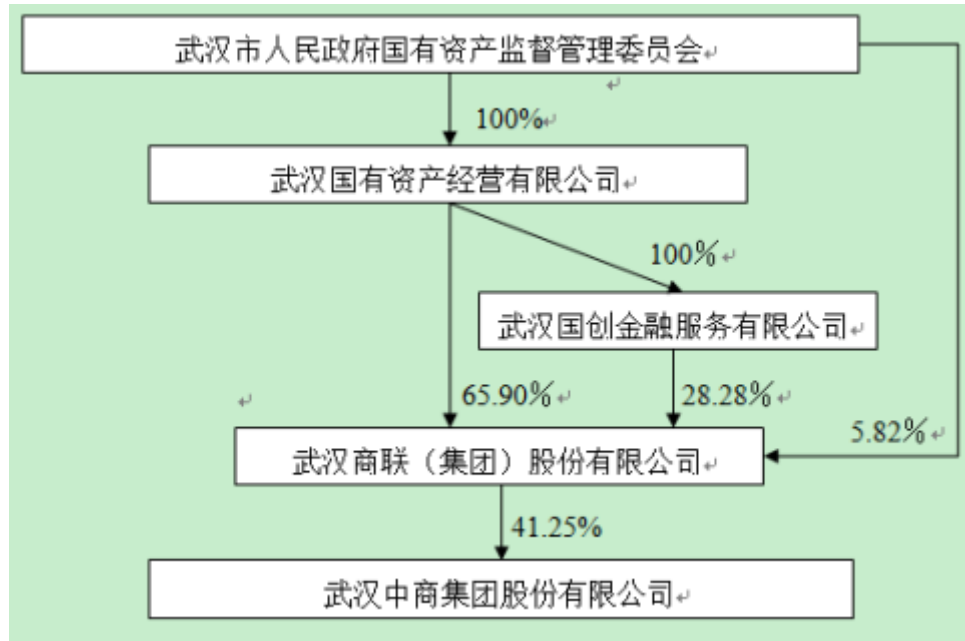 武汉市人民政府国有资产监督管理委员会
100%
武汉国有资产经营有限公司
100%
武汉国创金融服务有限公司
65.90%
28.28%
5.82%
武汉商联（集团）股份有限公司
41.25%
武汉中商集团股份有限公司